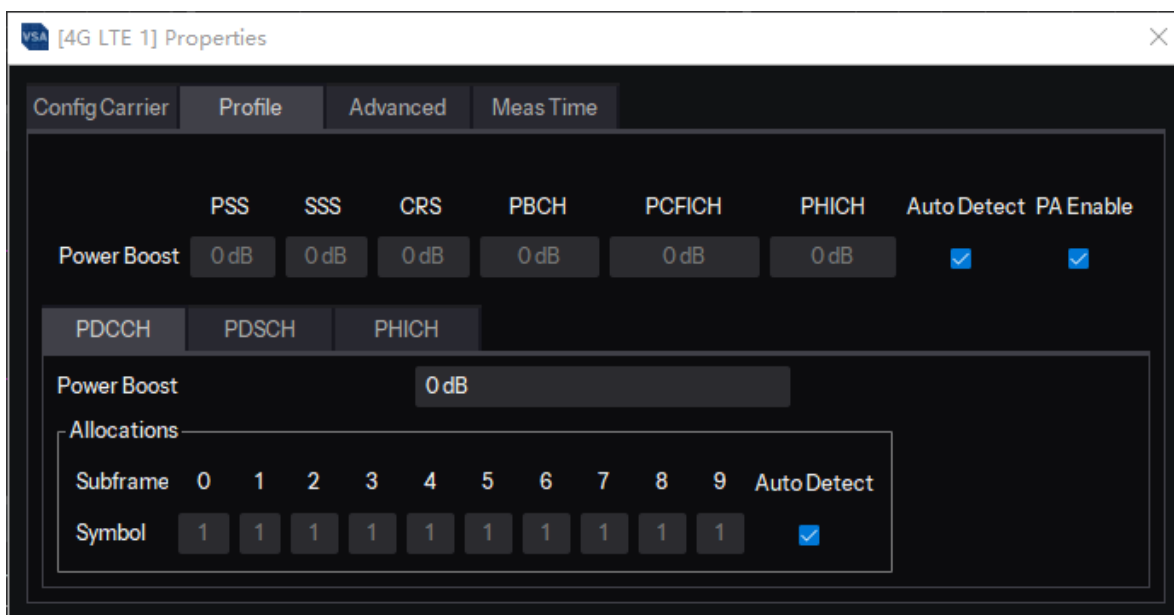 VSA [4G LTE 1] Properties
Config Carrier Profile Advanced Meas Time
PSS SSS CRS PBCH PCFICH PHICH Auto Detect PA Enable
Power Boost 0 dB 0 dB 0 dB 0 dB 0 dB 0 dB
PDCCH PDSCH PHICH
Power Boost 0 dB
Allocations
Subframe 0 1 2 3 4 5 6 7 8 9 Auto Detect
Symbol 1 1 1 1 1 1 1 1 1 1